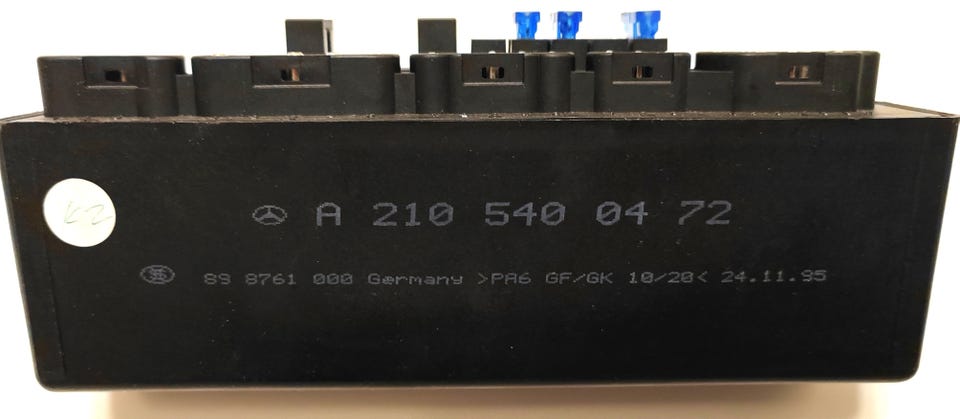 A 210 540 04 72
89 8761 000 Germany >PA6 GF/GK 10/20< 24.11.95